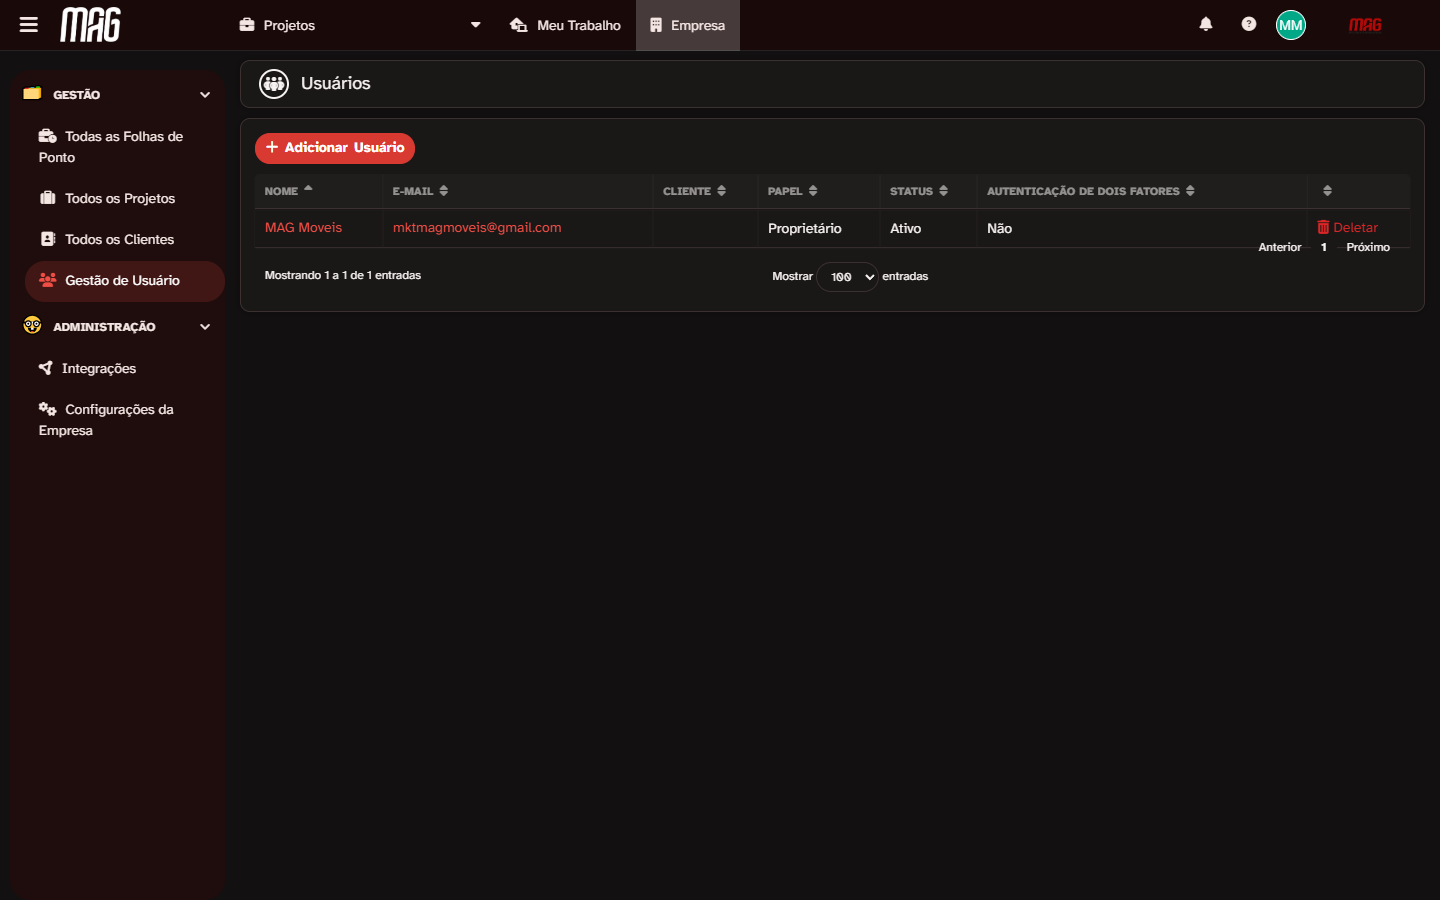 MAG
Projetos
Meu Trabalho
Empresa
MM
MAG
GESTÃO
Todas as Folhas de
Ponto
Todos os Projetos
Todos os Clientes
Gestão de Usuário
ADMINISTRAÇÃO
Integrações
Configurações da
Empresa
Usuários
Adicionar Usuário
NOME E-MAIL CLIENTE PAPEL STATUS AUTENTICAÇÃO DE DOIS FATORES
MAG Moveis mktmagmoveis@gmail.com Proprietário Ativo Não Deletar
Anterior 1 Próximo
Mostrando 1 a 1 de 1 entradas
Mostrar 100 entradas